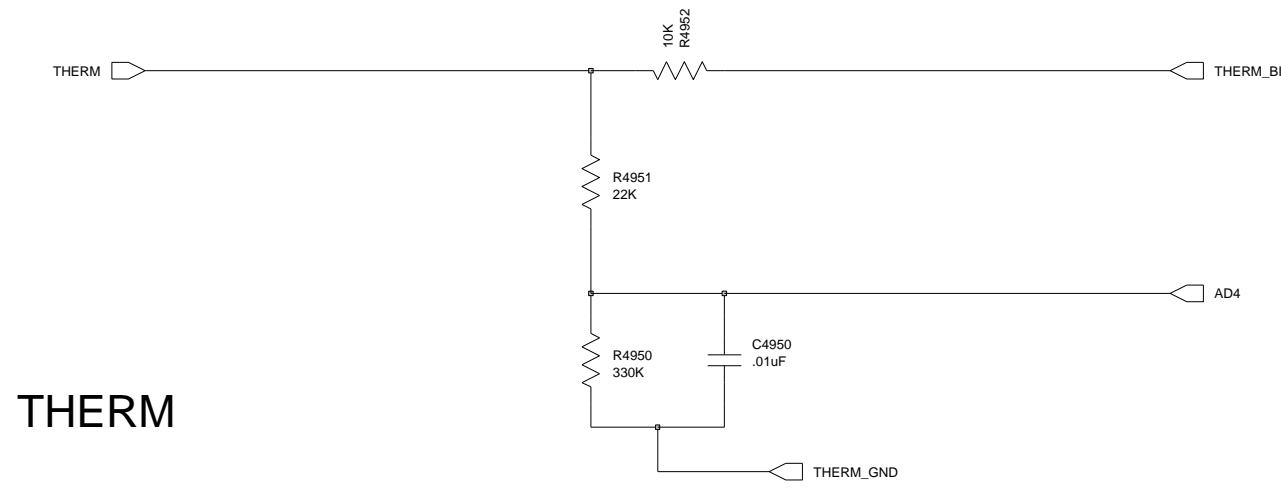 10K
R4952
THERM
THERM_BI
R4951
22K
AD4
R4950
330K
C4950
.01uF
THERM
THERM_GND